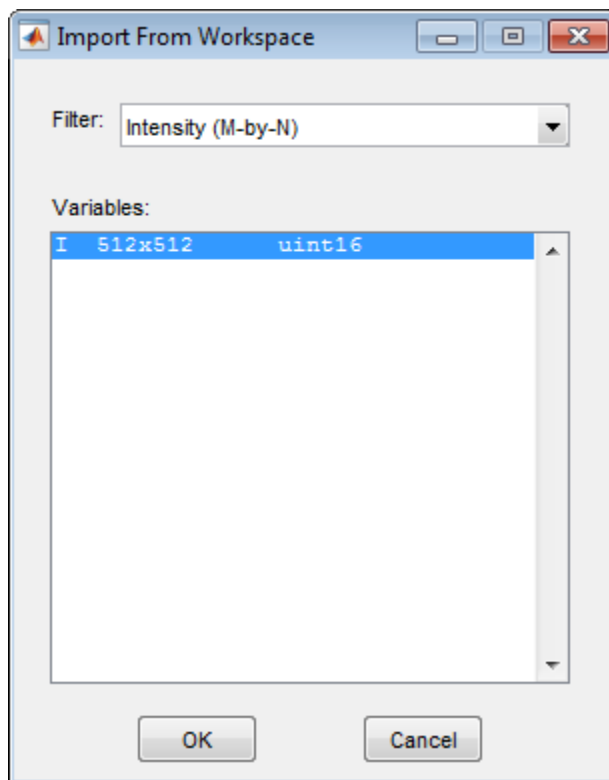 Import From Workspace
Filter: Intensity (M-by-N)
Variables:
I 512x512 uint16
OK Cancel